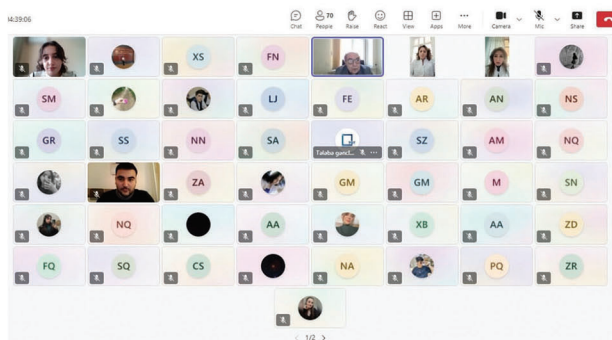 4:39:06
Chat
70
People
Raise
React
View
Apps
More
Camera
Mic
Share
XS
FN
SM
LJ
FE
AR
AN
NS
GR
SS
NN
SA
SZ
AM
NQ
ZA
GM
GM
M
SN
NQ
AA
XB
AA
ZD
FQ
SQ
CS
NA
PQ
ZR
1/2